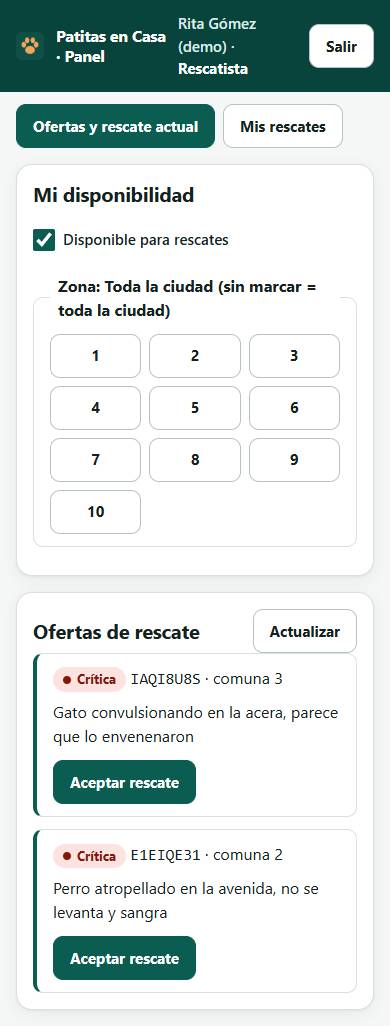 Patitas en Casa
· Panel
Rita Gómez
(demo) ·
Rescatista
Salir
Ofertas y rescate actual
Mis rescates
Mi disponibilidad
Disponible para rescates
Zona: Toda la ciudad (sin marcar =
toda la ciudad)
1 2 3
4 5 6
7 8 9
10
Ofertas de rescate
Actualizar
Crítica IAQI8U8S · comuna 3
Gato convulsionando en la acera, parece
que lo envenenaron
Aceptar rescate
Crítica E1EIQE31 · comuna 2
Perro atropellado en la avenida, no se
levanta y sangra
Aceptar rescate